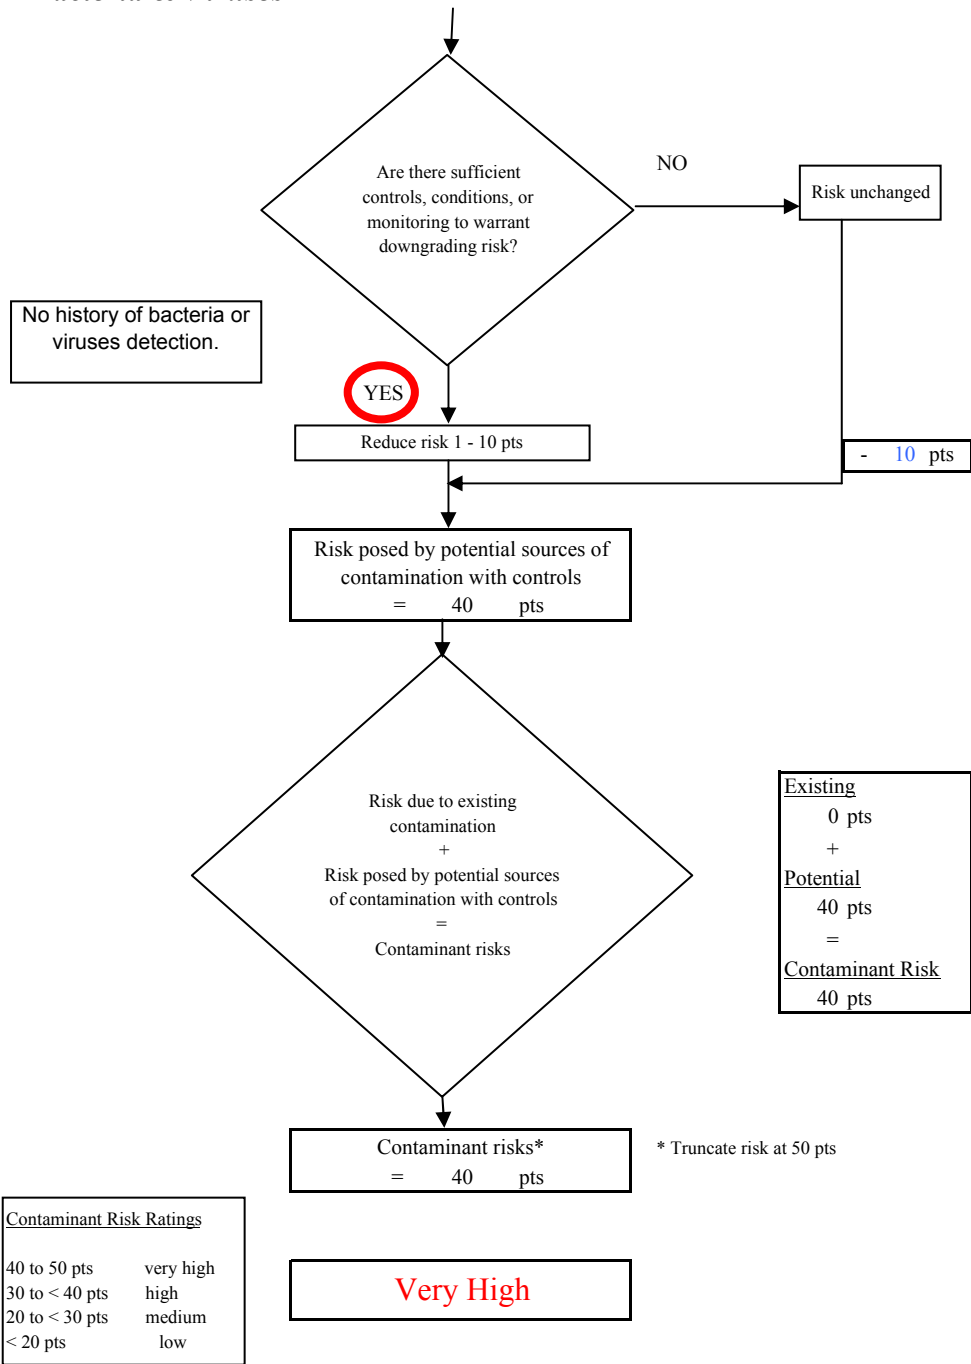 Are there sufficient
controls, conditions, or
monitoring to warrant
downgrading risk?
NO
Risk unchanged
No history of bacteria or
viruses detection.
YES
Reduce risk 1 - 10 pts
- 10 pts
Risk posed by potential sources of
contamination with controls
= 40 pts
Risk due to existing
contamination
+
Risk posed by potential sources
of contamination with controls
=
Contaminant risks
Existing
0 pts
+
Potential
40 pts
=
Contaminant Risk
40 pts
Contaminant risks*
= 40 pts
* Truncate risk at 50 pts
Contaminant Risk Ratings
40 to 50 pts very high
30 to < 40 pts high
20 to < 30 pts medium
< 20 pts low
Very High